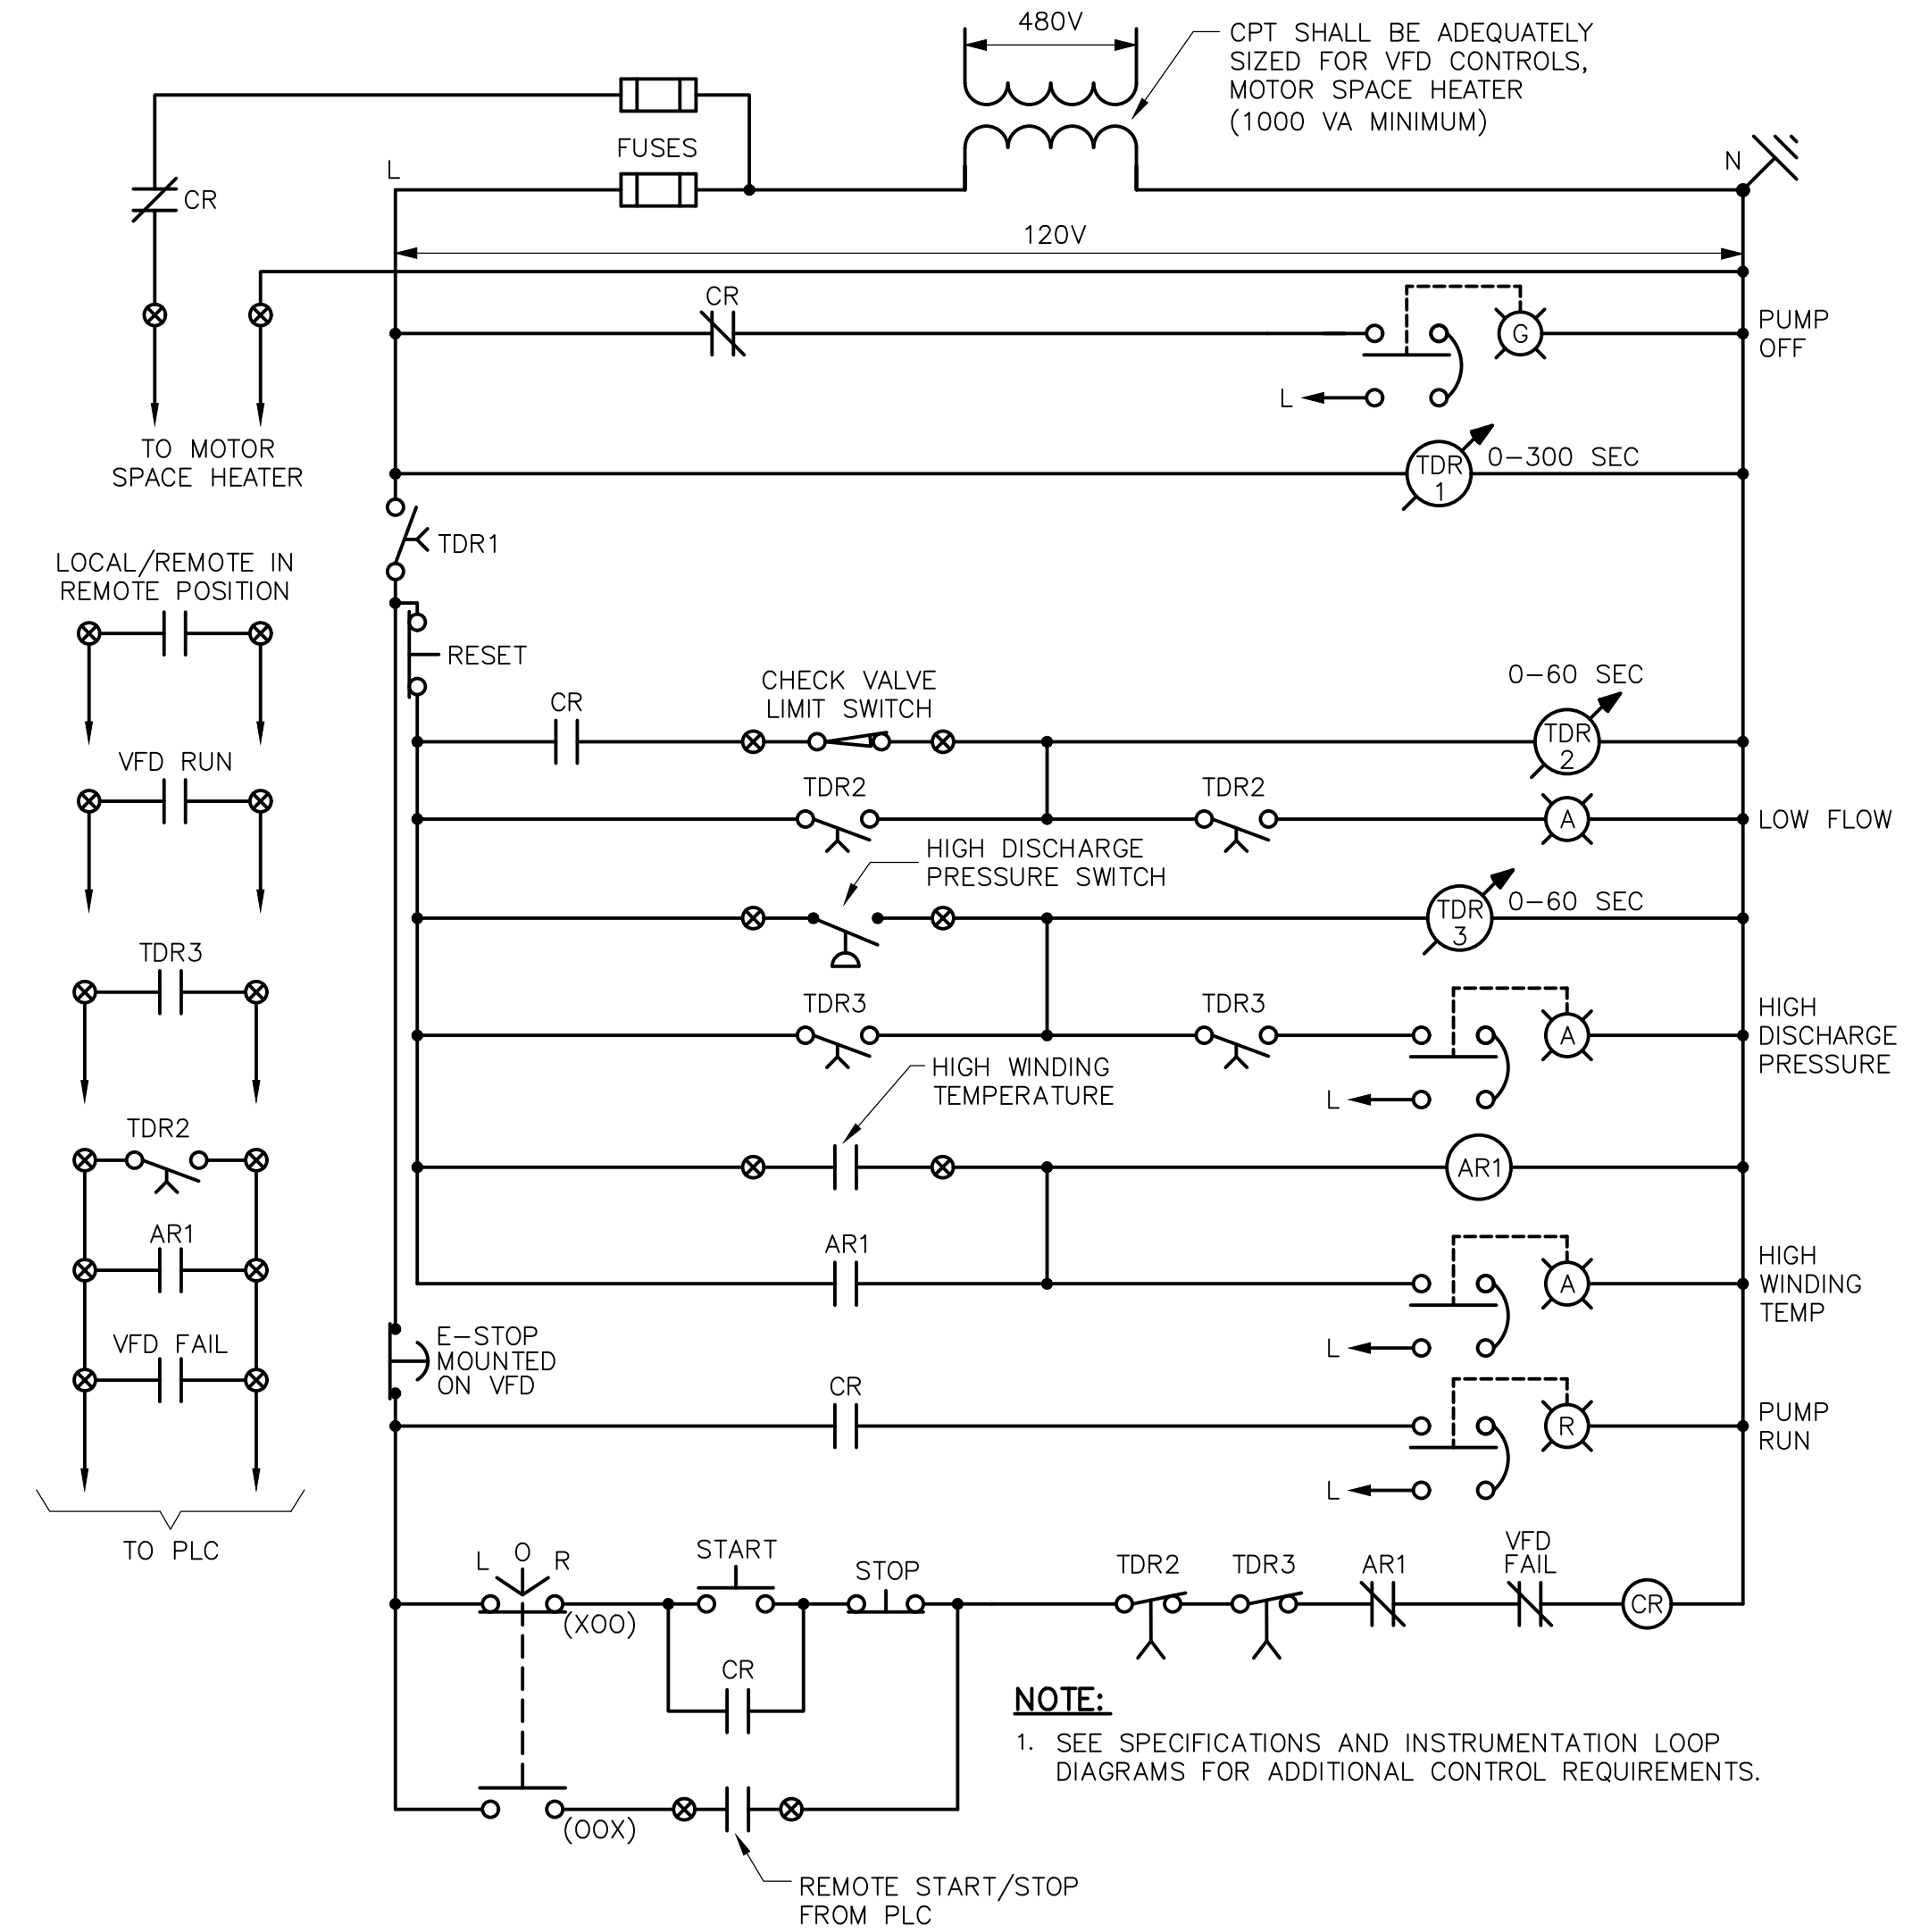 480V
CPT SHALL BE ADEQUATELY
SIZED FOR VFD CONTROLS,
MOTOR SPACE HEATER
(1000 VA MINIMUM)
FUSES
L
N
CR
120V
CR
G
PUMP
OFF
L
TO MOTOR
SPACE HEATER
TDR
1
0-300 SEC
TDR1
LOCAL/REMOTE IN
REMOTE POSITION
RESET
CR
CHECK VALVE
LIMIT SWITCH
0-60 SEC
TDR
2
VFD RUN
TDR2
TDR2
A
LOW FLOW
HIGH DISCHARGE
PRESSURE SWITCH
TDR
3
0-60 SEC
TDR3
TDR3
TDR3
A
HIGH
DISCHARGE
PRESSURE
L
HIGH WINDING
TEMPERATURE
TDR2
AR1
AR1
AR1
A
HIGH
WINDING
TEMP
L
VFD FAIL
E-STOP
MOUNTED
ON VFD
CR
R
PUMP
RUN
L
TO PLC
L O R
(XOO)
START
STOP
TDR2
TDR3
AR1
VFD
FAIL
CR
CR
NOTE:
1. SEE SPECIFICATIONS AND INSTRUMENTATION LOOP
DIAGRAMS FOR ADDITIONAL CONTROL REQUIREMENTS.
(OOX)
REMOTE START/STOP
FROM PLC